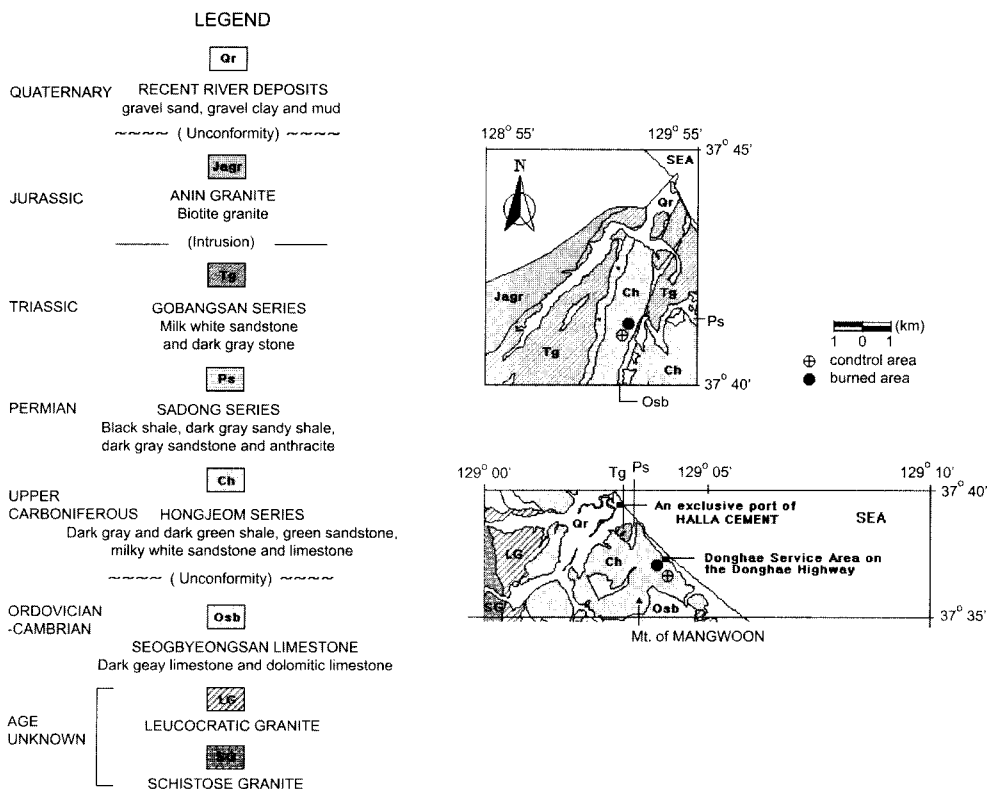 LEGEND
Qr
QUATERNARY
RECENT RIVER DEPOSITS
gravel sand, gravel clay and mud
~~~~ ( Unconformity) ~~~~
Jagr
JURASSIC
ANIN GRANITE
Biotite granite
(Intrusion)
Tg
TRIASSIC
GOBANGSAN SERIES
Milk white sandstone
and dark gray stone
Ps
PERMIAN
SADONG SERIES
Black shale, dark gray sandy shale,
dark gray sandstone and anthracite
Ch
UPPER
CARBONIFEROUS
HONGJEOM SERIES
Dark gray and dark green shale, green sandstone,
milky white sandstone and limestone
~~~~ ( Unconformity) ~~~~
Osb
ORDOVICIAN
-CAMBRIAN
SEOGBYEONGSAN LIMESTONE
Dark geay limestone and dolomitic limestone
LG
AGE
UNKNOWN
LEUCOCRATIC GRANITE
SG
SCHISTOSE GRANITE
128° 55'
129° 55'
37° 45'
SEA
N
Qr
Jagr
Ch
Tg
Ps
Tg
Ch
37° 40'
Osb
(km)
1 0 1
condtrol area
burned area
129° 00'
Tg
Ps
129° 05'
129° 10'
37° 40'
An exclusive port of
HALLA CEMENT
SEA
Qr
LG
Ch
Donghae Service Area on
the Donghae Highway
SG
Osb
37° 35'
Mt. of MANGWOON